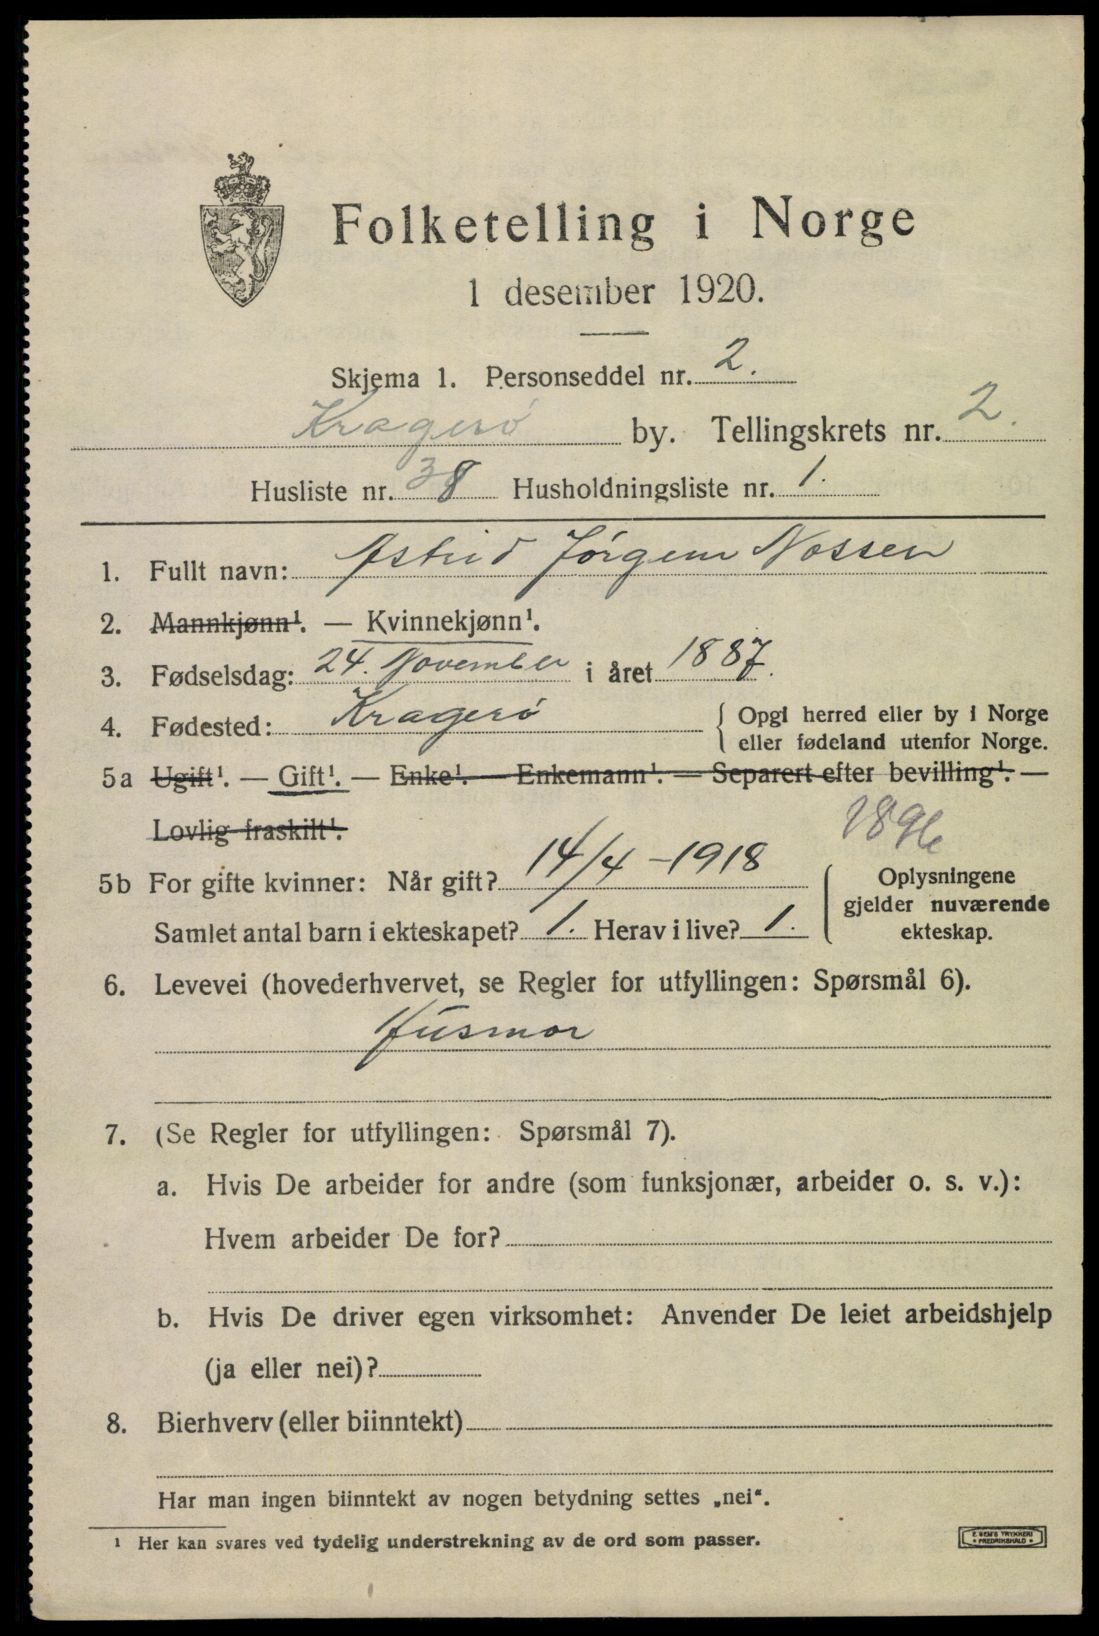 Folketelling i Norge
1 desember 1920.
Skjema 1. Personseddel nr. 2.
Kragerø by. Tellingskrets nr. 2.
Husliste nr. 38 Husholdningsliste nr. 1.
1. Fullt navn: Astrid Jørgine Nossen
2. Mannkjønn¹. — Kvinnekjønn¹.
3. Fødselsdag: 24. November i året 1887.
4. Fødested: Kragerø { Opgi herred eller by i Norge
eller fødeland utenfor Norge.
5a Ugift¹. — Gift¹. — Enke¹. — Enkemann¹. — Separert efter bevilling¹. —
Lovlig fraskilt¹.
1896
5b For gifte kvinner: Når gift? 14/4 - 1918
Samlet antal barn i ekteskapet? 1. Herav i live? 1.
Oplysningene
gjelder nuværende
ekteskap.
6. Levevei (hovederhvervet, se Regler for utfyllingen: Spørsmål 6).
Husmor
7. (Se Regler for utfyllingen: Spørsmål 7).
a. Hvis De arbeider for andre (som funksjonær, arbeider o. s. v.):
Hvem arbeider De for?
b. Hvis De driver egen virksomhet: Anvender De leiet arbeidshjelp
(ja eller nei)?
8. Bierhverv (eller biinntekt)
Har man ingen biinntekt av nogen betydning settes „nei“.
¹ Her kan svares ved tydelig understrekning av de ord som passer.
E. SEM'S TRYKKERI
FREDRIKSHALD